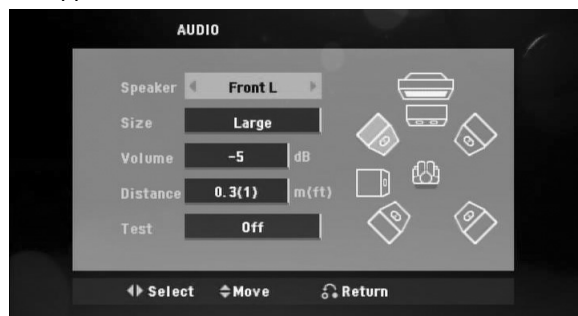 AUDIO
Speaker Front L
Size Large
Volume -5 dB
Distance 0.3(1) m(ft)
Test Off
Select Move Return